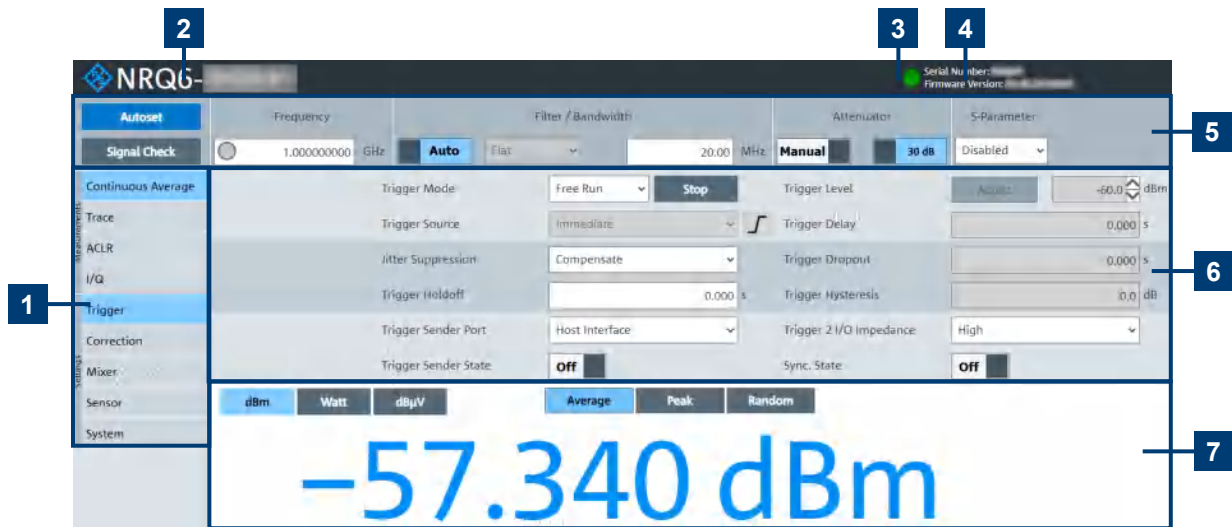 2
3
4
NRQ6-
Serial Number:
Firmware Version:
Autoset
Frequency
Filter / Bandwidth
Attenuator
S-Parameter
5
Signal Check
1.000000000 GHz
Auto
Flat
20.00 MHz
Manual
30 dB
Disabled
Measurements
Continuous Average
Trigger Mode
Free Run
Stop
Trigger Level
Adjust
-60.0 dBm
Trace
Trigger Source
Immediate
Trigger Delay
0.000 s
ACLR
Jitter Suppression
Compensate
Trigger Dropout
0.000 s
6
I/Q
1
Trigger
Trigger Holdoff
0.000 s
Trigger Hysteresis
0.0 dB
Correction
Trigger Sender Port
Host Interface
Trigger 2 I/O Impedance
High
Settings
Mixer
Trigger Sender State
Off
Sync. State
Off
Sensor
dBm
Watt
dBµV
Average
Peak
Random
System
7
−57.340 dBm